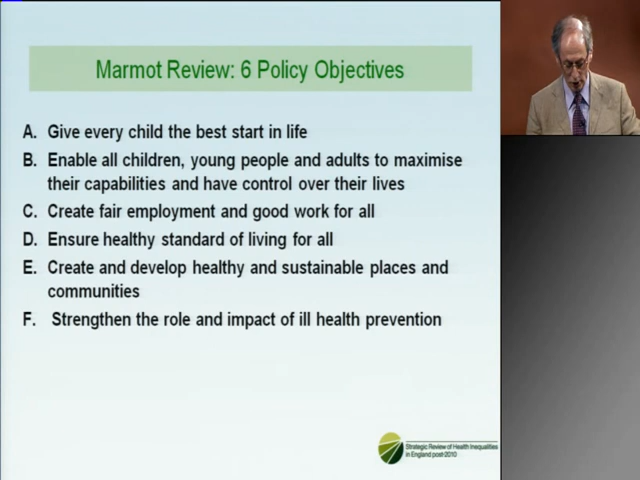 Marmot Review: 6 Policy Objectives
A. Give every child the best start in life
B. Enable all children, young people and adults to maximise
their capabilities and have control over their lives
C. Create fair employment and good work for all
D. Ensure healthy standard of living for all
E. Create and develop healthy and sustainable places and
communities
F. Strengthen the role and impact of ill health prevention
Strategic Review of Health Inequalities
in England post-2010